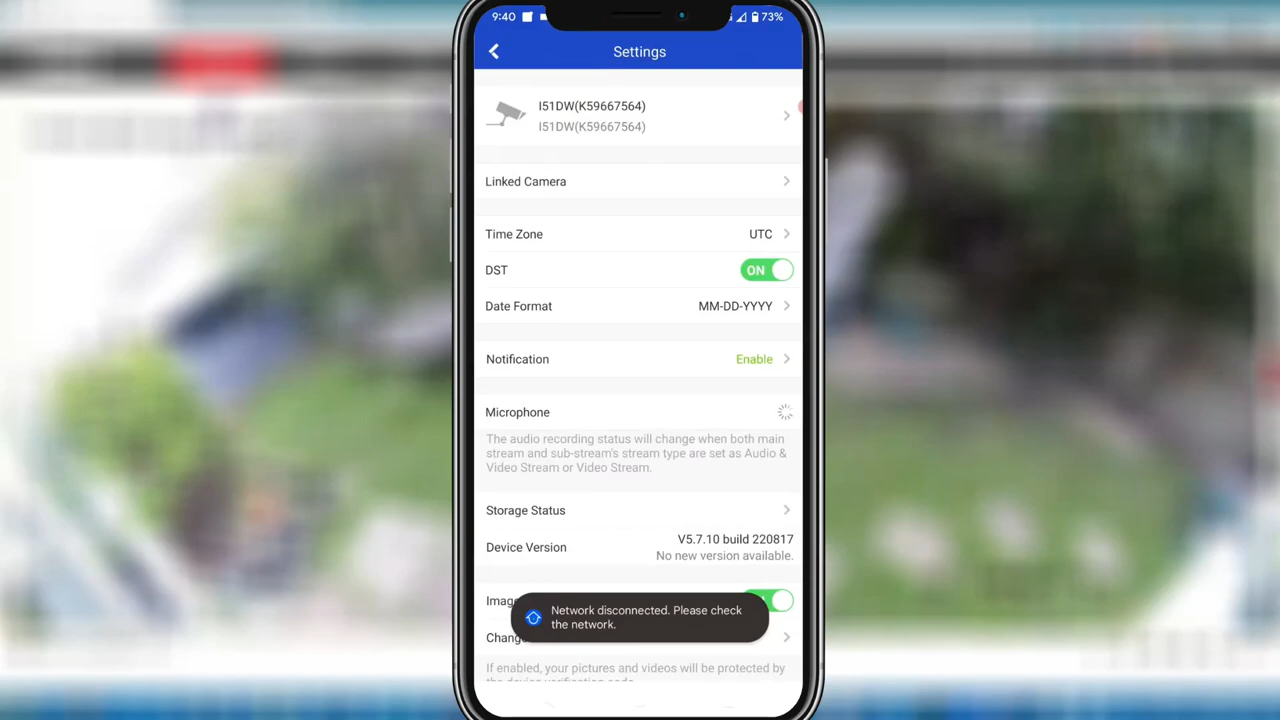 9:40
73%
Settings
I51DW(K59667564)
I51DW(K59667564)
Linked Camera
Time Zone
UTC
DST
ON
Date Format
MM-DD-YYYY
Notification
Enable
Microphone
The audio recording status will change when both main
stream and sub-stream's stream type are set as Audio &
Video Stream or Video Stream.
Storage Status
Device Version
V5.7.10 build 220817
No new version available.
Network disconnected. Please check
the network.
If enabled, your pictures and videos will be protected by